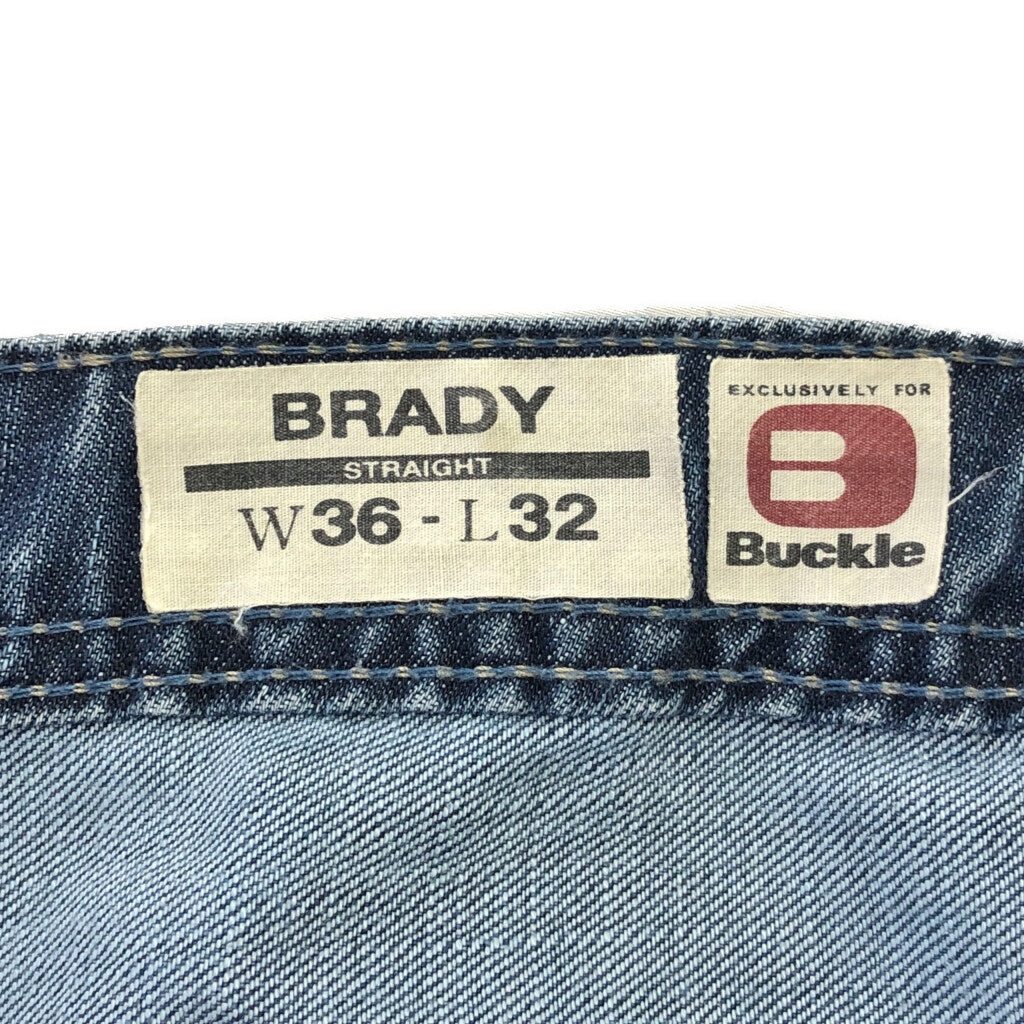 BRADY
STRAIGHT
W36 - L32
EXCLUSIVELY FOR
B
Buckle